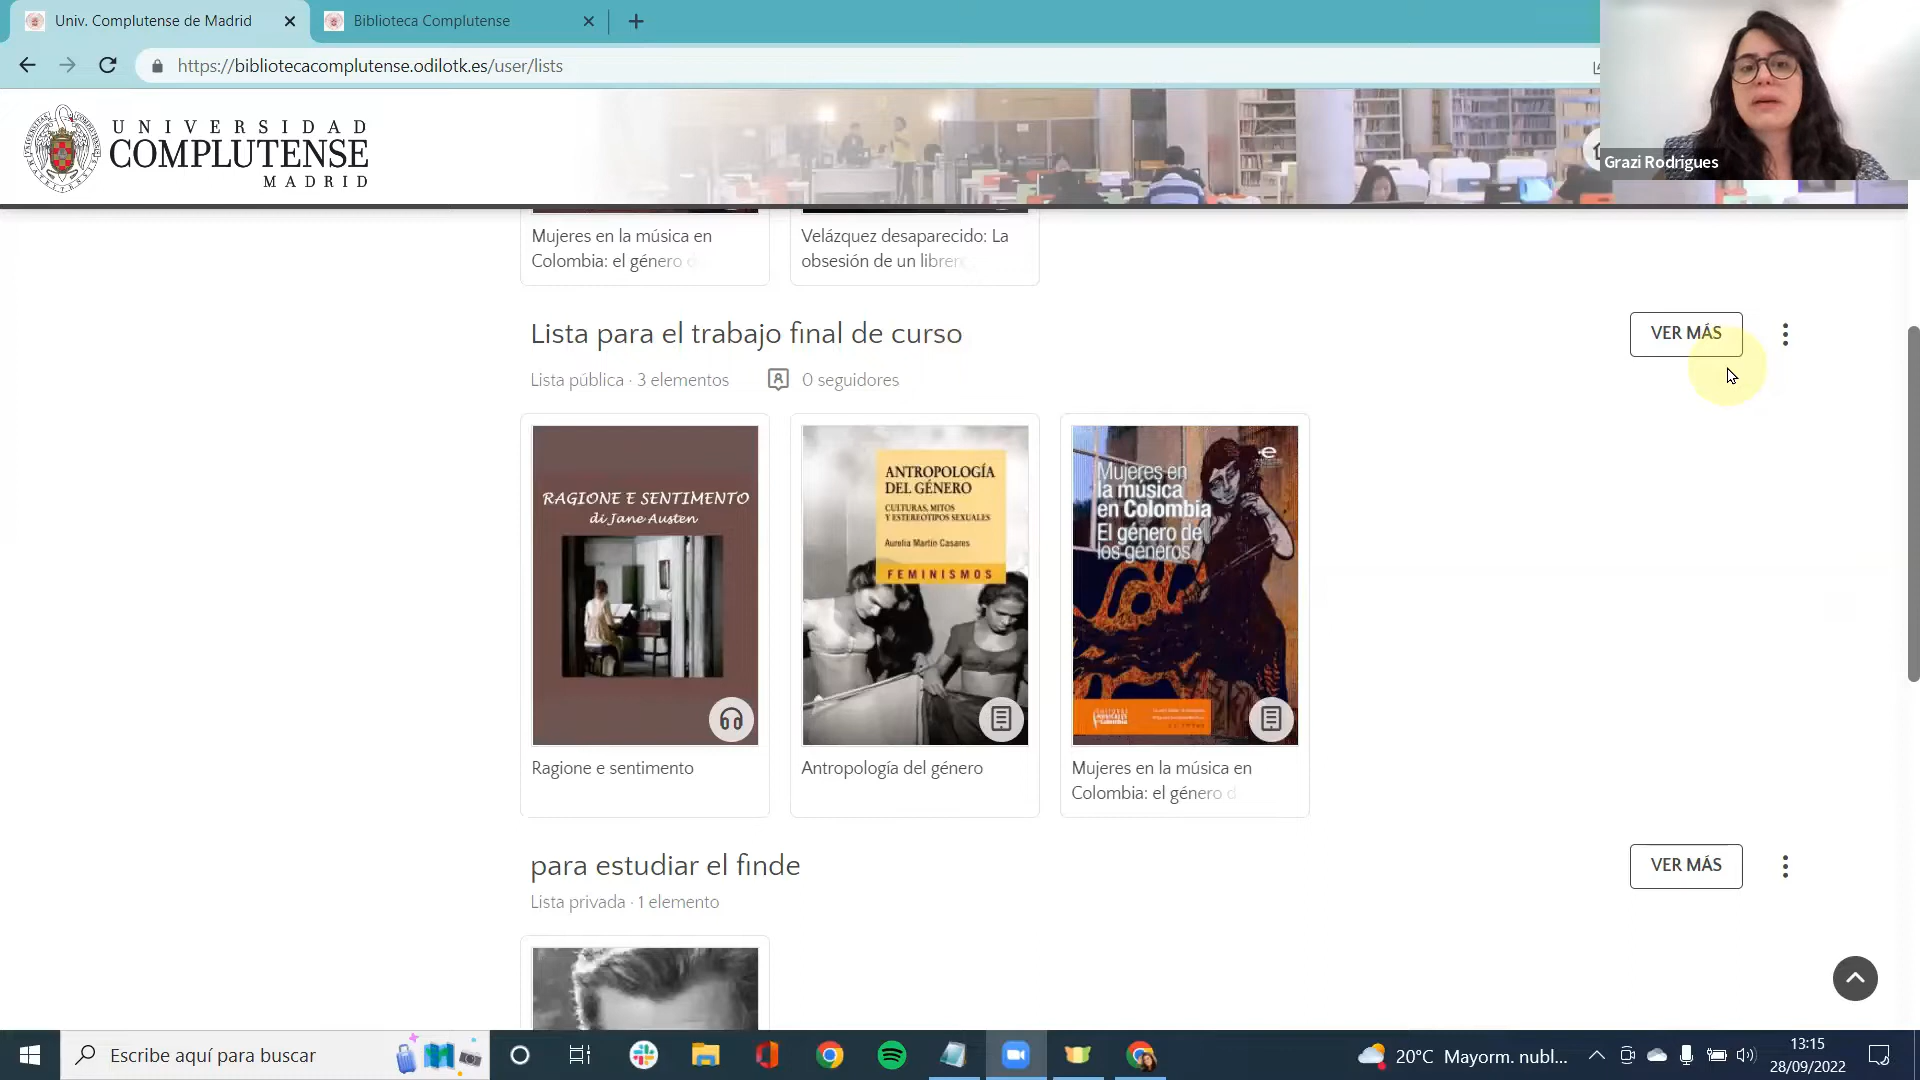 Univ. Complutense de Madrid
Biblioteca Complutense
https://bibliotecacomplutense.odilotk.es/user/lists
UNIVERSIDAD
COMPLUTENSE
MADRID
Grazi Rodrigues
Mujeres en la música en
Colombia: el género
Velázquez desaparecido: La
obsesión de un librer
Lista para el trabajo final de curso
VER MÁS
Lista pública · 3 elementos
0 seguidores
RAGIONE E SENTIMENTO
di Jane Austen
ANTROPOLOGÍA
DEL GÉNERO
CULTURAS, MITOS
Y ESTEREOTIPOS SEXUALES
Aurelia Martín Casares
FEMINISMOS
Mujeres en
la música
en Colombia
El género de
los géneros
Ragione e sentimento
Antropología del género
Mujeres en la música en
Colombia: el género d
para estudiar el finde
VER MÁS
Lista privada · 1 elemento
Escribe aquí para buscar
20°C Mayorm. nubl...
13:15
28/09/2022